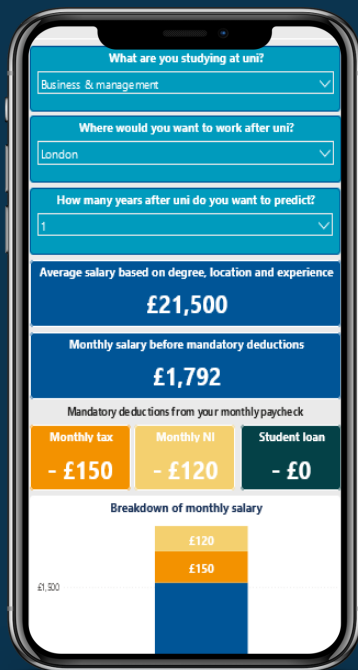 What are you studying at uni?
Business & management
Where would you want to work after uni?
London
How many years after uni do you want to predict?
1
Average salary based on degree, location and experience
£21,500
Monthly salary before mandatory deductions
£1,792
Mandatory deductions from your monthly paycheck
Monthly tax Monthly NI Student loan
- £150 - £120 - £0
Breakdown of monthly salary
£120
£150
£1,500